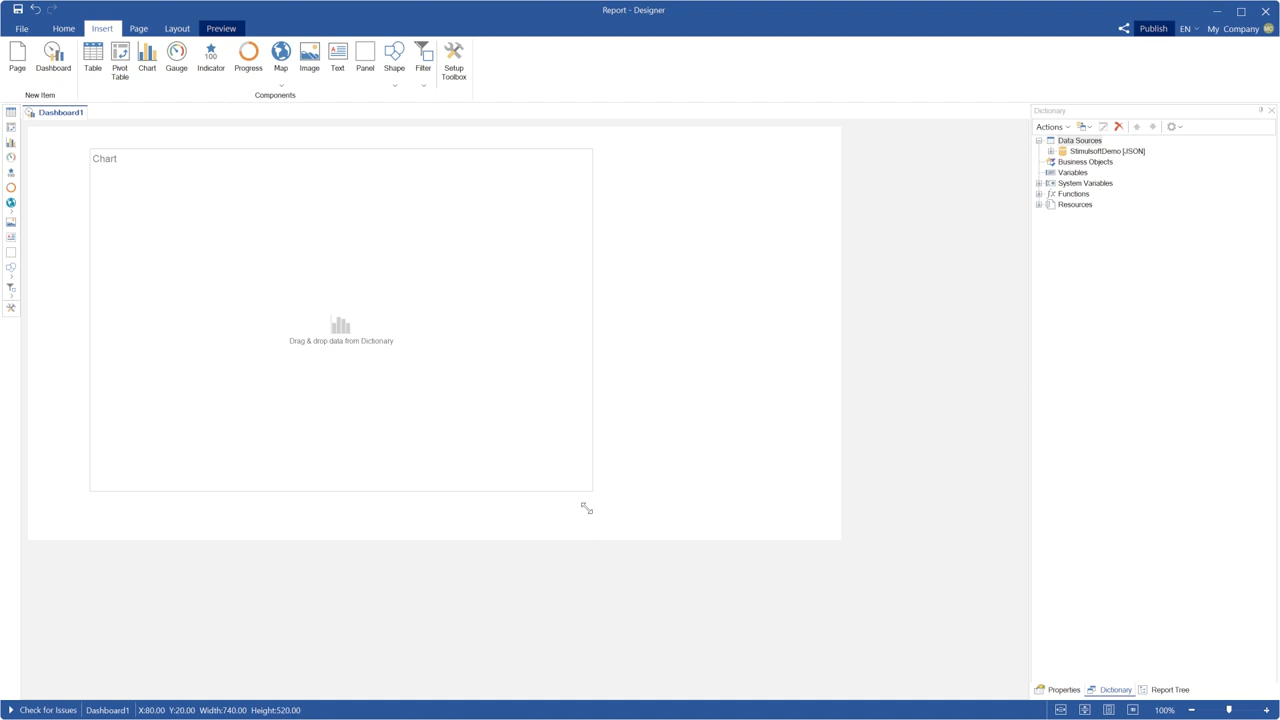 Report - Designer
File
Home
Insert
Page
Layout
Preview
Publish
EN
My Company
MC
Page
Dashboard
Table
Pivot
Table
Chart
Gauge
100
Indicator
Progress
Map
Image
Text
Panel
Shape
Filter
Setup
Toolbox
New Item
Components
Dashboard1
Dictionary
Actions
Data Sources
StimulsoftDemo [JSON]
Business Objects
Variables
System Variables
Functions
Resources
Chart
Drag & drop data from Dictionary
Properties
Dictionary
Report Tree
Check for Issues
Dashboard1
X:80.00 Y:20.00 Width:740.00 Height:520.00
100%